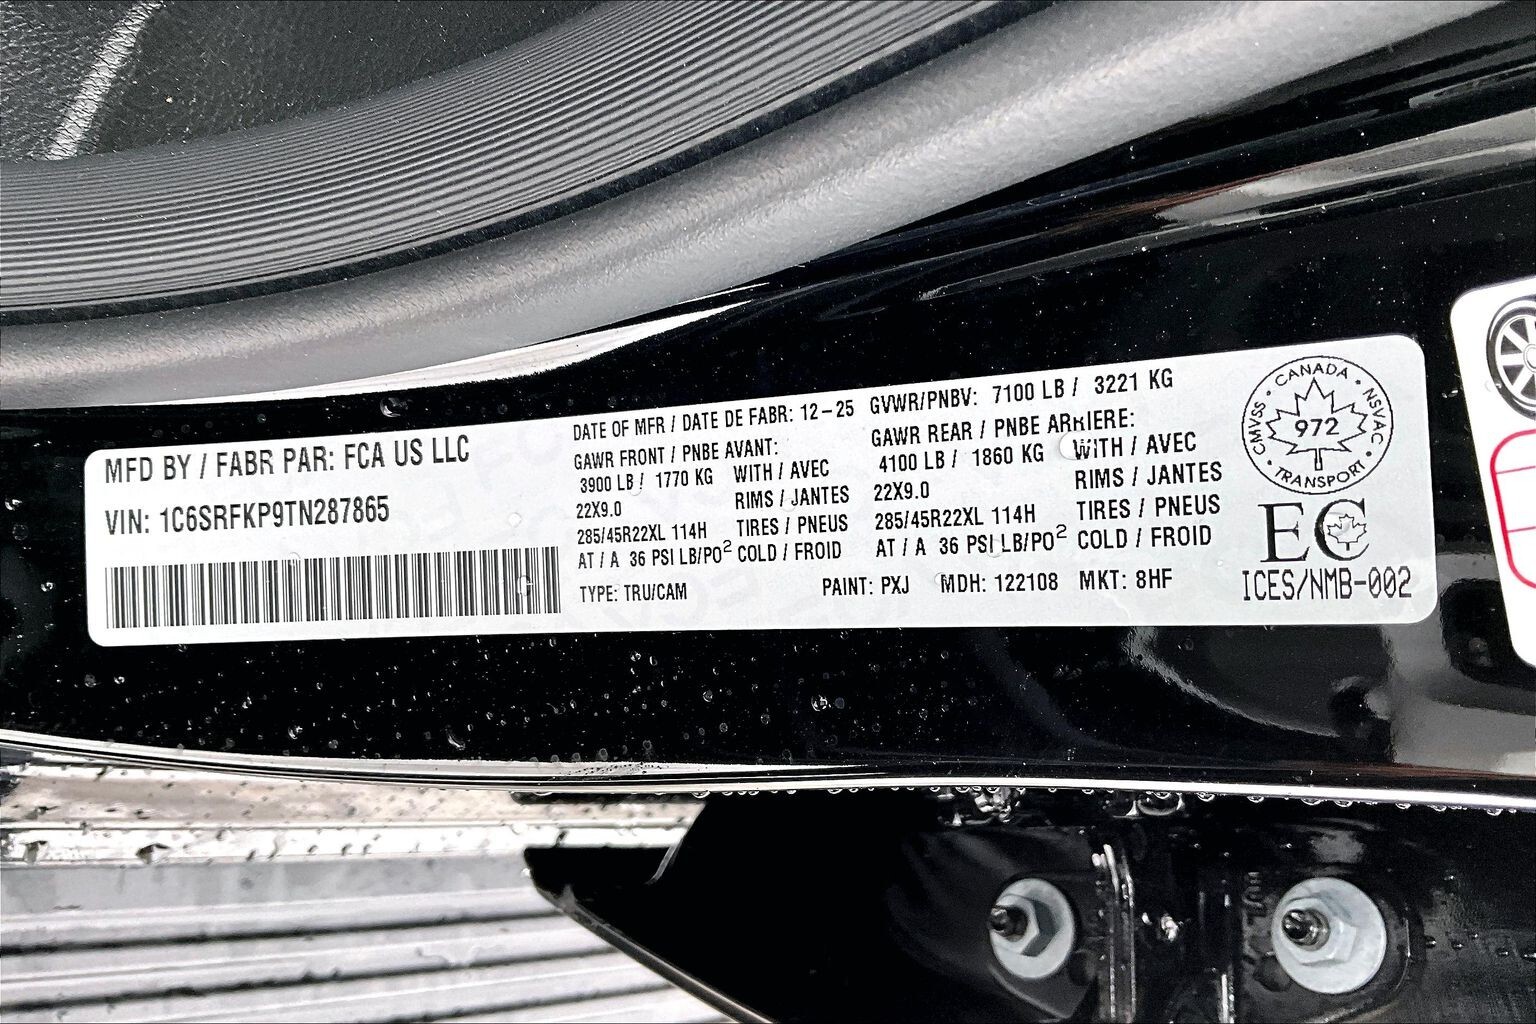 MFD BY / FABR PAR: FCA US LLC
VIN: 1C6SRFKP9TN287865
DATE OF MFR / DATE DE FABR: 12-25
GAWR FRONT / PNBE AVANT:
3900 LB / 1770 KG WITH / AVEC
22X9.0 RIMS / JANTES
285/45R22XL 114H TIRES / PNEUS
AT / A 36 PSI LB/PO² COLD / FROID
GVWR/PNBV: 7100 LB / 3221 KG
GAWR REAR / PNBE ARRIERE:
4100 LB / 1860 KG WITH / AVEC
22X9.0 RIMS / JANTES
285/45R22XL 114H TIRES / PNEUS
AT / A 36 PSI LB/PO² COLD / FROID
TYPE: TRU/CAM PAINT: PXJ MDH: 122108 MKT: 8HF
CANADA · NSVAC · TRANSPORT · CMVSS ·
972
EC
ICES/NMB-002